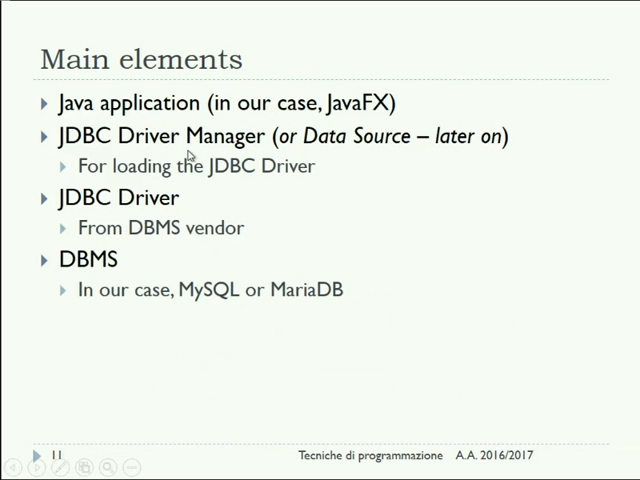 Main elements
Java application (in our case, JavaFX)
JDBC Driver Manager (or Data Source – later on)
For loading the JDBC Driver
JDBC Driver
From DBMS vendor
DBMS
In our case, MySQL or MariaDB
11 Tecniche di programmazione A.A. 2016/2017